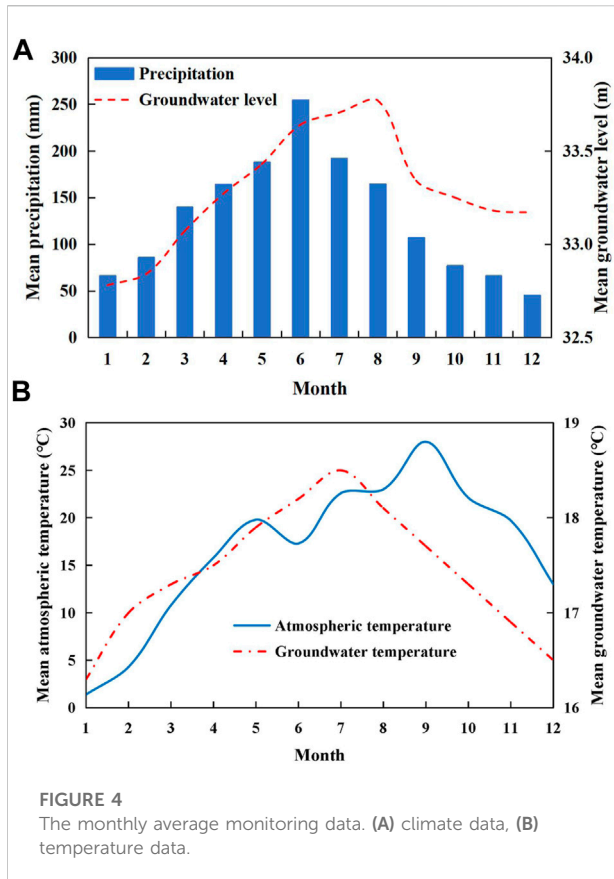 A
Mean precipitation (mm)
300
250
200
150
100
50
0
Precipitation
Groundwater level
34.0
33.5
33.0
32.5
Mean groundwater level (m)
1 2 3 4 5 6 7 8 9 10 11 12
Month
B
Mean atmospheric temperature (°C)
30
25
20
15
10
5
0
Atmospheric temperature
Groundwater temperature
19
18
17
16
Mean groundwater temperature (°C)
1 2 3 4 5 6 7 8 9 10 11 12
Month
FIGURE 4
The monthly average monitoring data. (A) climate data, (B)
temperature data.